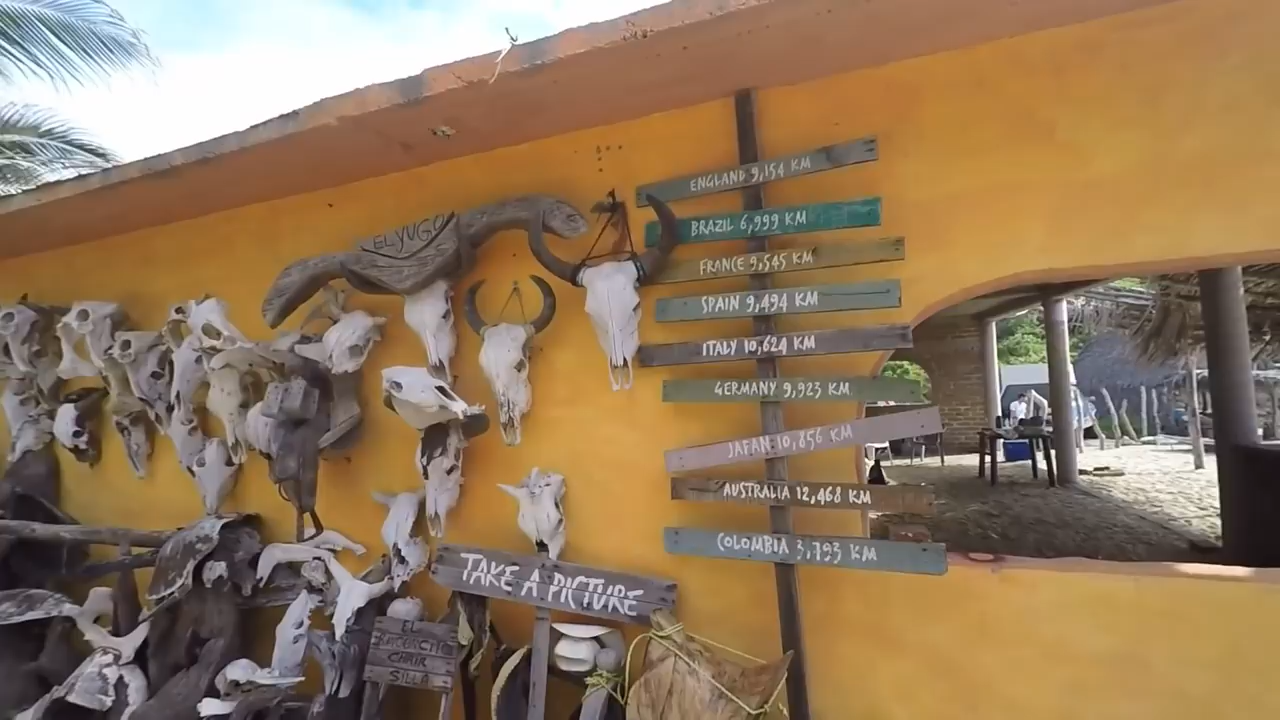 EL YUGO
ENGLAND 9,154 KM
BRAZIL 6,999 KM
FRANCE 9,545 KM
SPAIN 9,494 KM
ITALY 10,624 KM
GERMANY 9,923 KM
JAPAN 10,856 KM
AUSTRALIA 12,468 KM
COLOMBIA 3,793 KM
TAKE A PICTURE
EL
CHAIR
SILLA